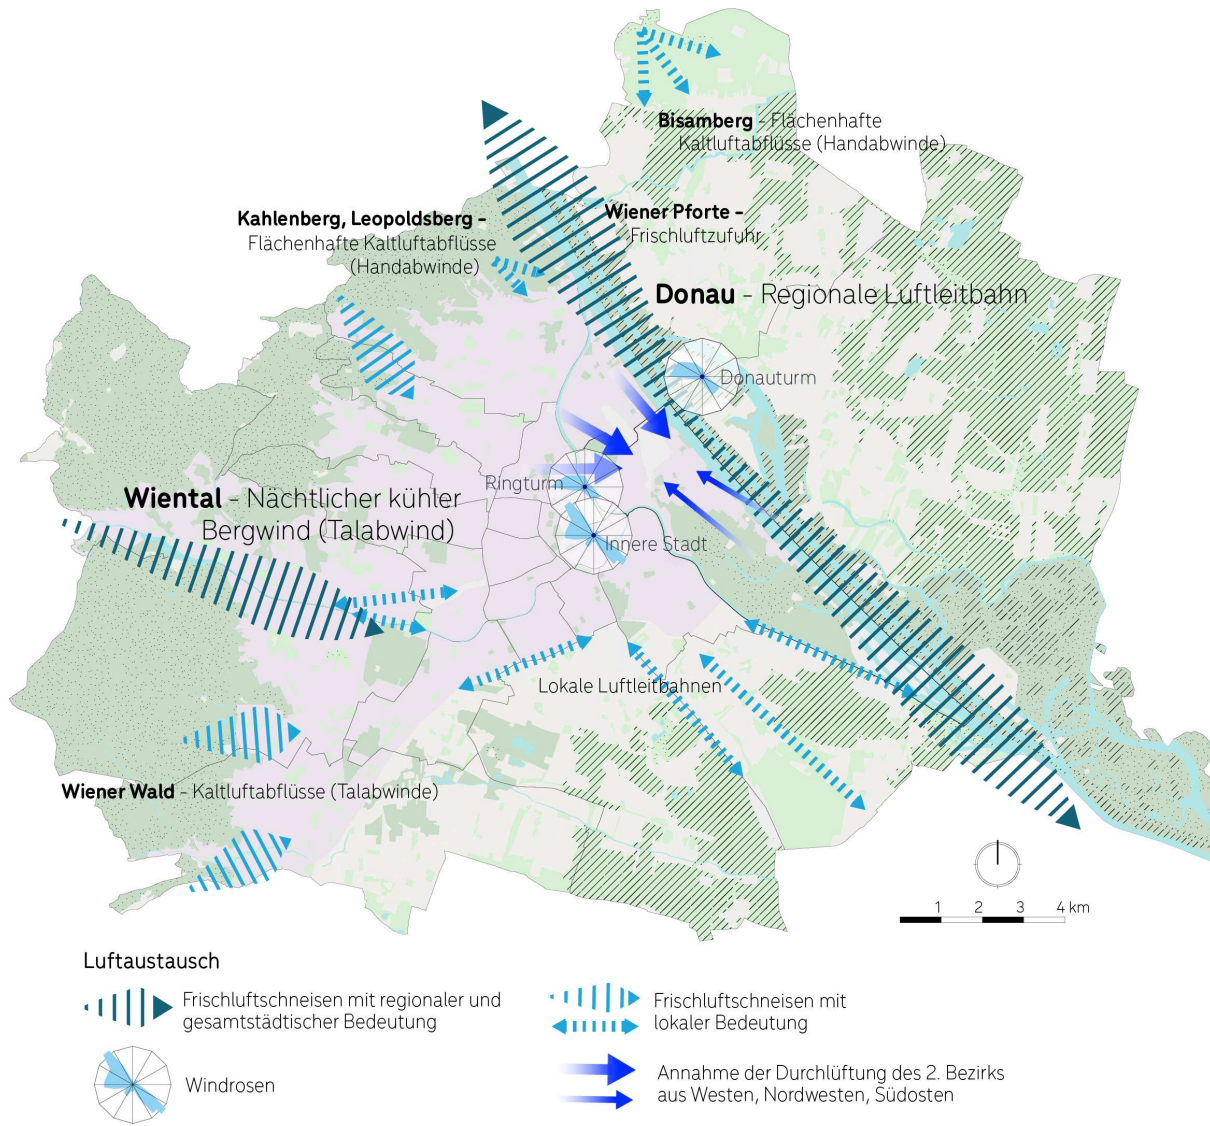 Bisamberg - Flächenhafte
Kaltluftabflüsse (Handabwinde)
Kahlenberg, Leopoldsberg -
Flächenhafte Kaltluftabflüsse
(Handabwinde)
Wiener Pforte -
Frischluftzufuhr
Donau - Regionale Luftleitbahn
Donauturm
Ringturm
Wiental - Nächtlicher kühler
Bergwind (Talabwind)
Innere Stadt
Lokale Luftleitbahnen
Wiener Wald - Kaltluftabflüsse (Talabwinde)
1 2 3 4 km
Luftaustausch
Frischluftschneisen mit regionaler und
gesamtstädtischer Bedeutung
Windrosen
Frischluftschneisen mit
lokaler Bedeutung
Annahme der Durchlüftung des 2. Bezirks
aus Westen, Nordwesten, Südosten